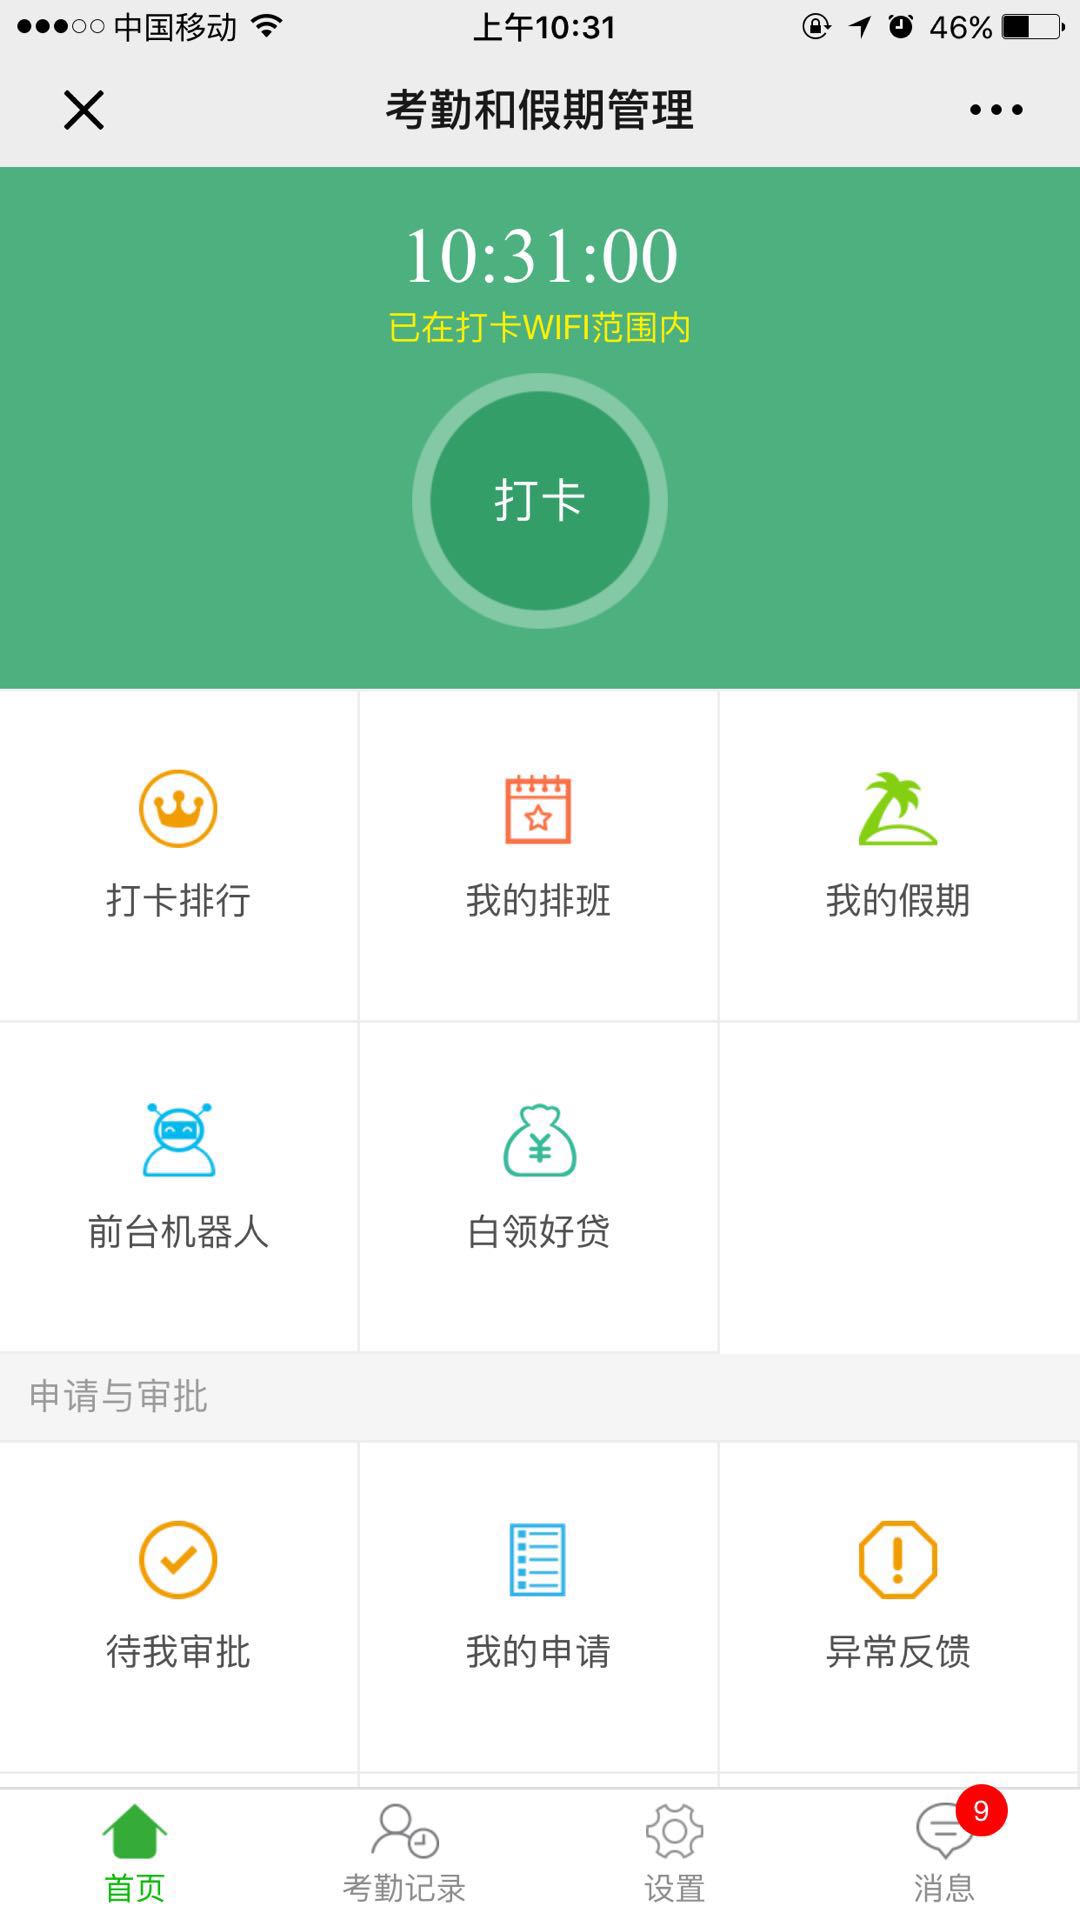 中国移动 上午10:31 46%
考勤和假期管理
10:31:00
已在打卡WIFI范围内
打卡
打卡排行 我的排班 我的假期
前台机器人 白领好贷
¥
申请与审批
待我审批 我的申请 异常反馈
9
首页 考勤记录 设置 消息